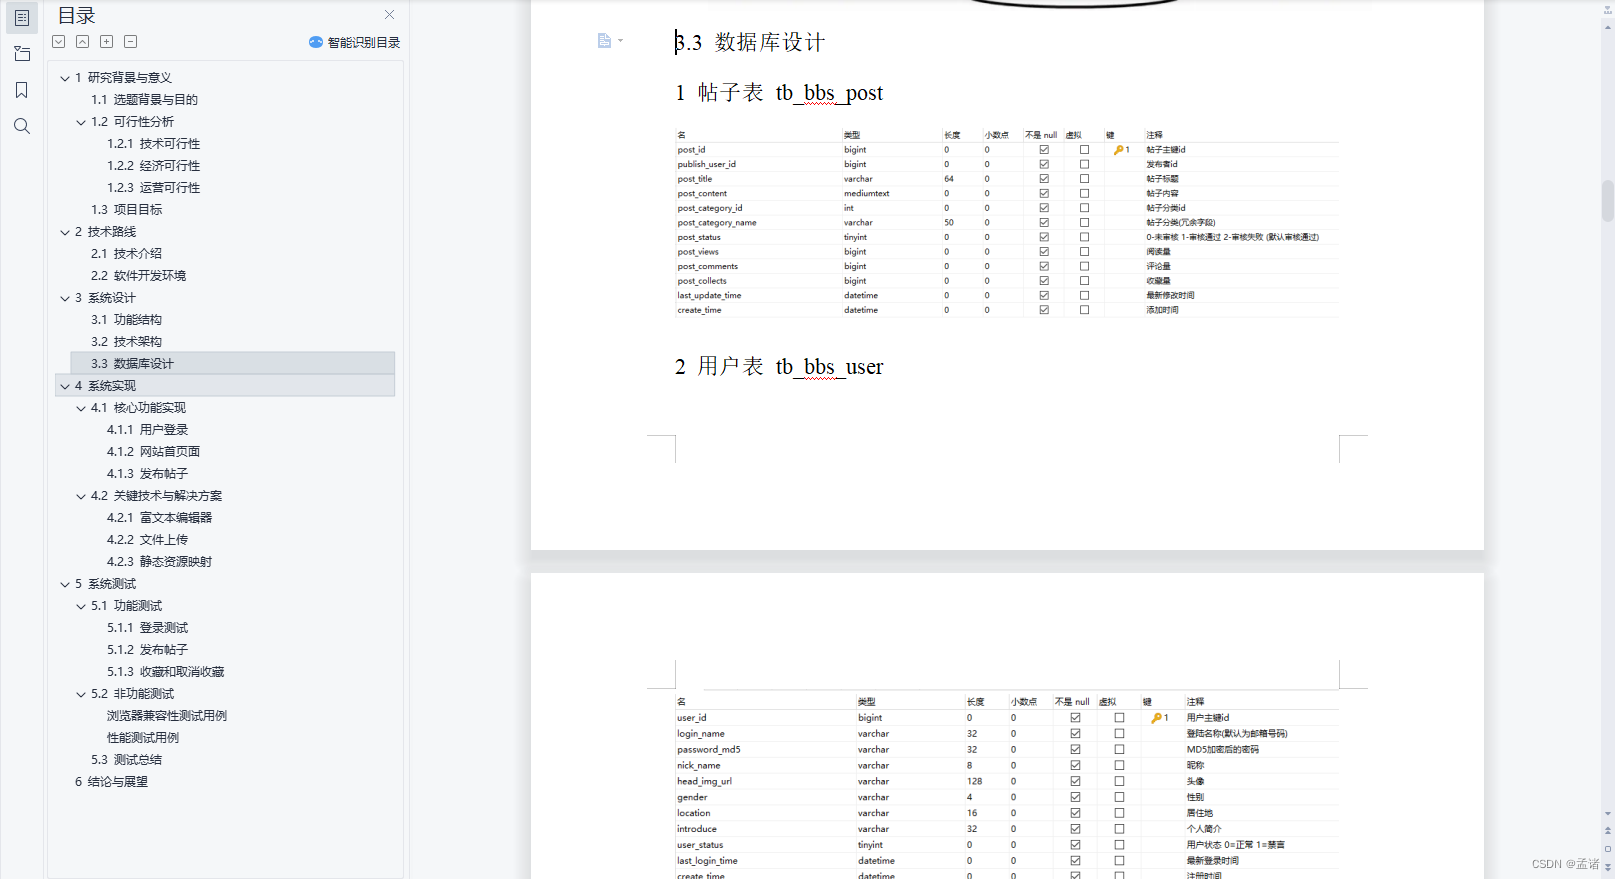 目录
智能识别目录
1 研究背景与意义
1.1 选题背景与目的
1.2 可行性分析
1.2.1 技术可行性
1.2.2 经济可行性
1.2.3 运营可行性
1.3 项目目标
2 技术路线
2.1 技术介绍
2.2 软件开发环境
3 系统设计
3.1 功能结构
3.2 技术架构
3.3 数据库设计
4 系统实现
4.1 核心功能实现
4.1.1 用户登录
4.1.2 网站首页面
4.1.3 发布帖子
4.2 关键技术与解决方案
4.2.1 富文本编辑器
4.2.2 文件上传
4.2.3 静态资源映射
5 系统测试
5.1 功能测试
5.1.1 登录测试
5.1.2 发布帖子
5.1.3 收藏和取消收藏
5.2 非功能测试
浏览器兼容性测试用例
性能测试用例
5.3 测试总结
6 结论与展望
3.3 数据库设计
1 帖子表 tb_bbs_post
名 类型 长度 小数点 不是 null 虚拟 键 注释
post_id bigint 0 0 1 帖子主键id
publish_user_id bigint 0 0 发布者id
post_title varchar 64 0 帖子标题
post_content mediumtext 0 0 帖子内容
post_category_id int 0 0 帖子分类id
post_category_name varchar 50 0 帖子分类(冗余字段)
post_status tinyint 0 0 0-未审核 1-审核通过 2-审核失败 (默认审核通过)
post_views bigint 0 0 阅读量
post_comments bigint 0 0 评论量
post_collects bigint 0 0 收藏量
last_update_time datetime 0 0 最新修改时间
create_time datetime 0 0 添加时间
2 用户表 tb_bbs_user
名 类型 长度 小数点 不是 null 虚拟 键 注释
user_id bigint 0 0 1 用户主键id
login_name varchar 32 0 登陆名称(默认为邮箱号码)
password_md5 varchar 32 0 MD5加密后的密码
nick_name varchar 8 0 昵称
head_img_url varchar 128 0 头像
gender varchar 4 0 性别
location varchar 16 0 居住地
introduce varchar 32 0 个人简介
user_status tinyint 0 0 用户状态 0=正常 1=禁言
last_login_time datetime 0 0 最新登录时间
create_time datetime 0 0 注册时间
CSDN @孟诸